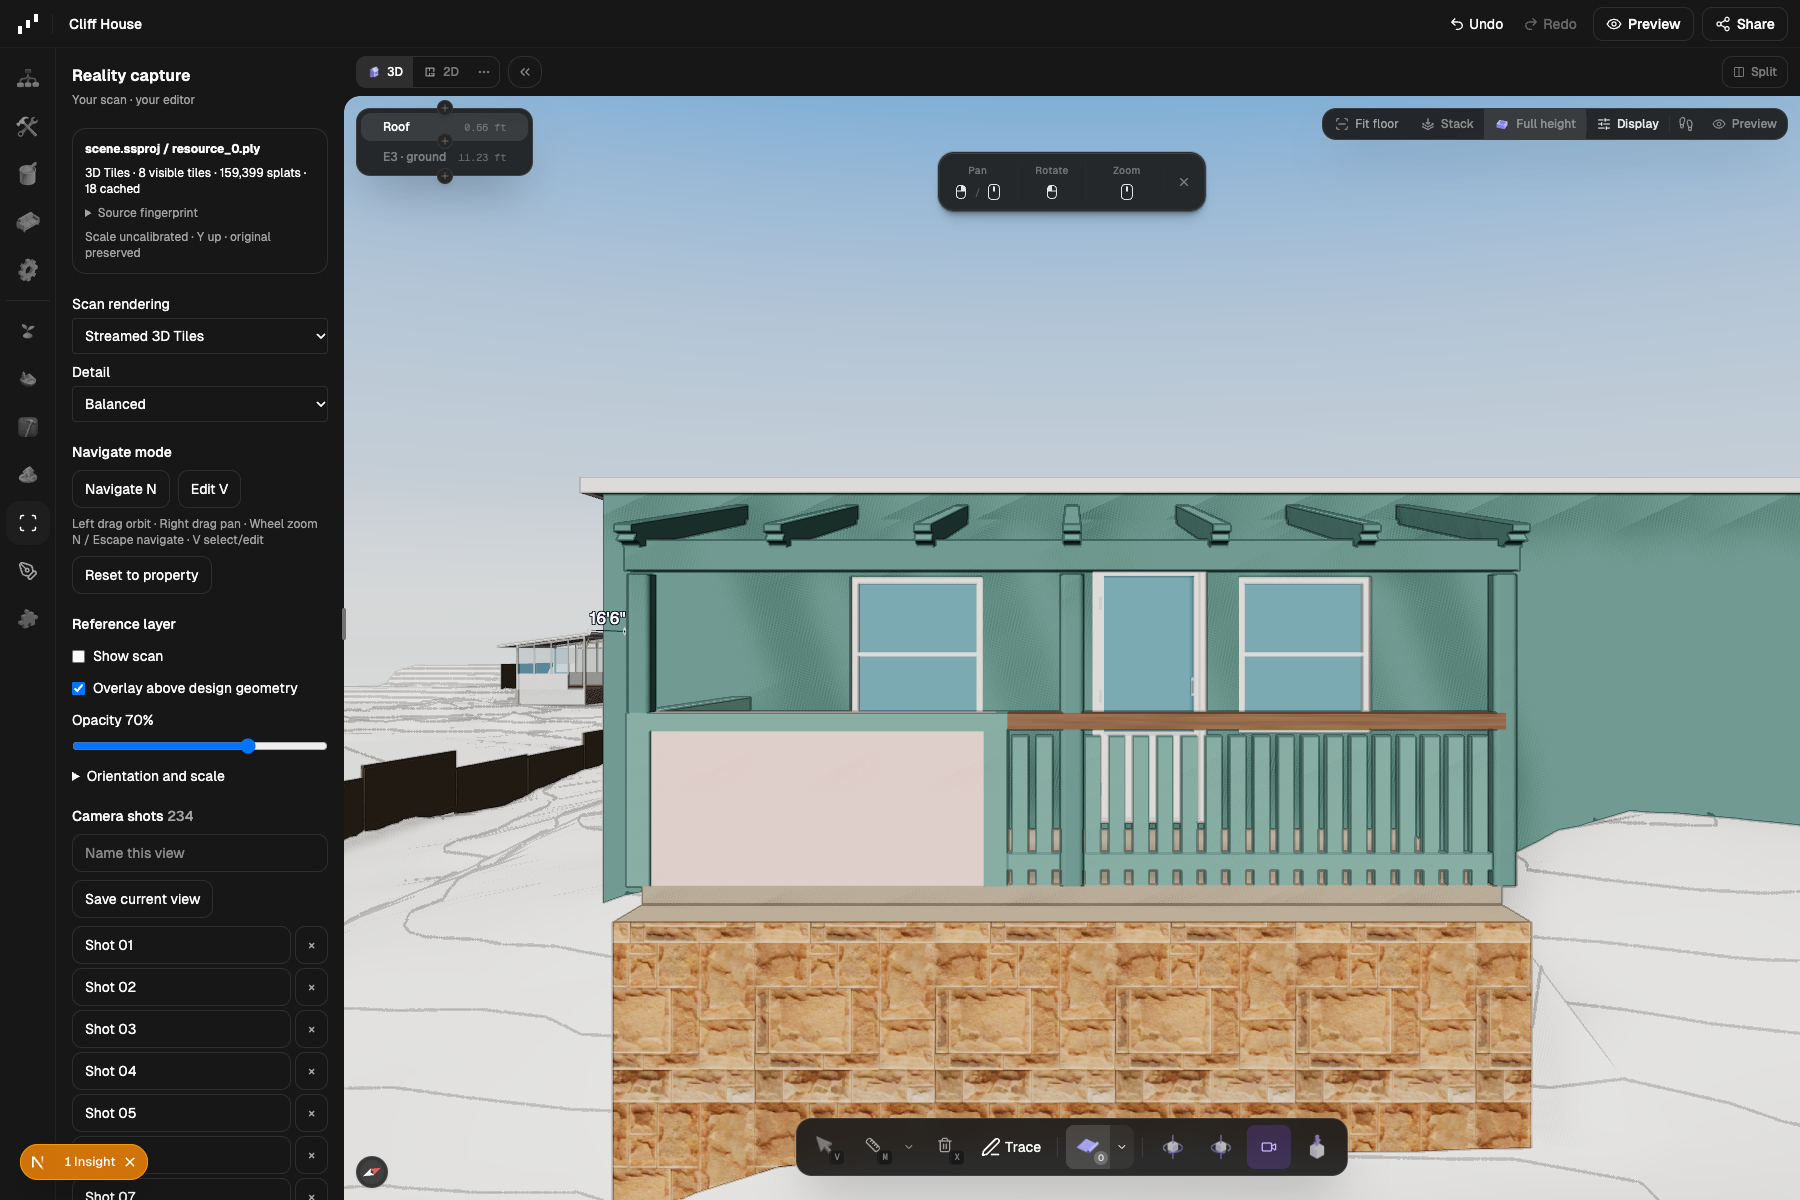 Cliff House
Undo
Redo
Preview
Share
Reality capture
Your scan · your editor
3D
2D
Split
scene.ssproj / resource_0.ply
3D Tiles · 8 visible tiles · 159,399 splats ·
18 cached
Source fingerprint
Scale uncalibrated · Y up · original
preserved
Roof 0.66 ft
E3 · ground 11.23 ft
Fit floor
Stack
Full height
Display
Preview
Pan
Rotate
Zoom
/
Scan rendering
Streamed 3D Tiles
Detail
Balanced
Navigate mode
Navigate N
Edit V
Left drag orbit · Right drag pan · Wheel zoom
N / Escape navigate · V select/edit
Reset to property
Reference layer
Show scan
Overlay above design geometry
Opacity 70%
Orientation and scale
Camera shots 234
Name this view
Save current view
Shot 01 ×
Shot 02 ×
Shot 03 ×
Shot 04 ×
Shot 05 ×
×
Shot 07
N 1 Insight
16'6"
V
M
X
Trace
0